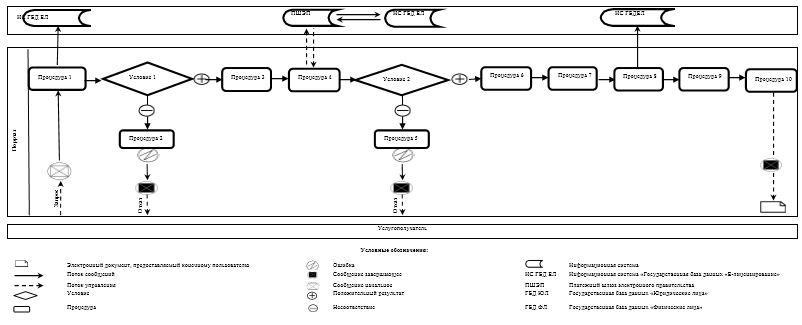 ИС ГБД ЕЛ
ПШЭП
ИС ГБД ЕЛ
ИС ГБДЕЛ
Процедура 1
Условие 1
Процедура 3
Процедура 4
Условие 2
Процедура 6
Процедура 7
Процедура 8
Процедура 9
Процедура 10
Процедура 2
Процедура 5
Портал
Запрос
Отказ
Отказ
Услугополучатель
Условные обозначения:
Электронный документ, предоставляемый конечному пользователю
Поток сообщений
Поток управления
Условие
Процедура
Ошибка
Сообщение завершающее
Сообщение начальное
Положительный результат
Несоответствие
Информационная система
ИС ГБД ЕЛ Информационная система «Государственная база данных «Е-лицензирование»
ПШЭП Платежный шлюз электронного правительства
ГБД ЮЛ Государственная база данных «Юридические лица»
ГБД ФЛ Государственная база данных «Физические лица»